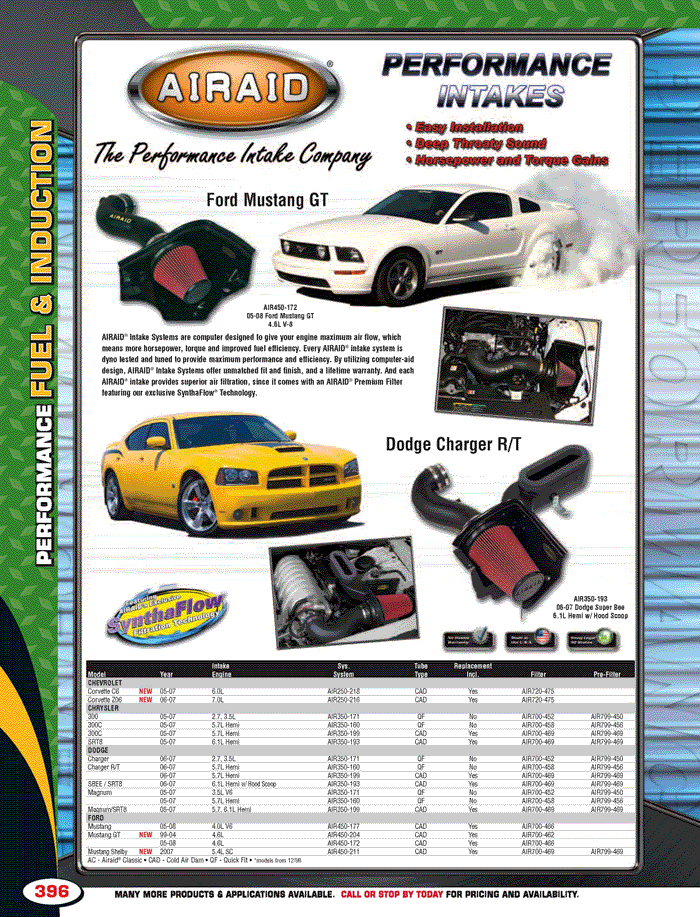 AIRAID®
The Performance Intake Company
PERFORMANCE
INTAKES
• Easy Installation
• Deep Throaty Sound
• Horsepower and Torque Gains
PERFORMANCE FUEL & INDUCTION
Ford Mustang GT
AIRAID
AIR450-172
05-08 Ford Mustang GT
4.6L V-8
AIRAID® Intake Systems are computer designed to give your engine maximum air flow, which
means more horsepower, torque and improved fuel efficiency. Every AIRAID® intake system is
dyno tested and tuned to provide maximum performance and efficiency. By utilizing computer-aid
design, AIRAID® Intake Systems offer unmatched fit and finish, and a lifetime warranty. And each
AIRAID® intake provides superior air filtration, since it comes with an AIRAID® Premium Filter
featuring our exclusive SynthaFlow® Technology.
Dodge Charger R/T
AIR350-193
06-07 Dodge Super Bee
6.1L Hemi w/ Hood Scoop
Featuring
AIRAID's Exclusive
SynthaFlow
Filtration Technology
Made in
the U.S.A.
Model Year Intake Engine Sys. System Tube Type Replacement Incl. Filter Pre-Filter
CHEVROLET
Corvette C6 NEW 05-07 6.0L AIR250-218 CAD Yes AIR720-475
Corvette Z06 NEW 06-07 7.0L AIR250-216 CAD Yes AIR720-475
CHRYSLER
300 05-07 2.7, 3.5L AIR350-171 QF No AIR700-452 AIR799-450
300C 05-07 5.7L Hemi AIR350-160 QF No AIR700-458 AIR799-456
300C 05-07 5.7L Hemi AIR350-199 CAD Yes AIR700-469 AIR799-469
SRT8 05-07 6.1L Hemi AIR350-193 CAD Yes AIR700-469 AIR799-469
DODGE
Charger 06-07 2.7, 3.5L AIR350-171 QF No AIR700-452 AIR799-450
Charger R/T 06-07 5.7L Hemi AIR350-160 QF No AIR700-458 AIR799-456
06-07 5.7L Hemi AIR350-199 CAD Yes AIR700-469 AIR799-469
SBEE / SRT8 06-07 6.1L Hemi w/ Hood Scoop AIR350-193 CAD Yes AIR700-469 AIR799-469
Magnum 05-07 3.5L V6 AIR350-171 QF No AIR700-452 AIR799-450
05-07 5.7L Hemi AIR350-160 QF No AIR700-458 AIR799-456
Magnum/SRT8 05-07 5.7, 6.1L Hemi AIR350-199 CAD Yes AIR700-469 AIR799-469
FORD
Mustang 05-08 4.0L V6 AIR450-177 CAD Yes AIR700-466
Mustang GT NEW 99-04 4.6L AIR450-204 CAD Yes AIR700-462
05-08 4.6L AIR450-172 CAD Yes AIR700-466
Mustang Shelby NEW 2007 5.4L SC AIR450-211 CAD Yes AIR700-469 AIR799-469
AC - Airaid® Classic • CAD - Cold Air Dam • QF - Quick Fit • *models from 12/96
396
MANY MORE PRODUCTS & APPLICATIONS AVAILABLE. CALL OR STOP BY TODAY FOR PRICING AND AVAILABILITY.